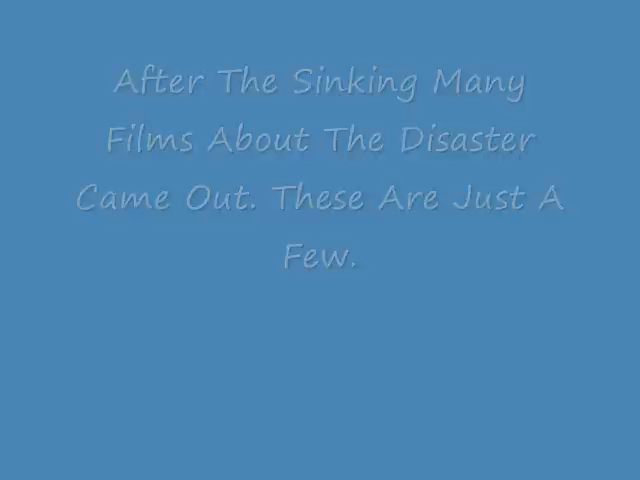 After The Sinking Many
Films About The Disaster
Came Out. These Are Just A
Few.